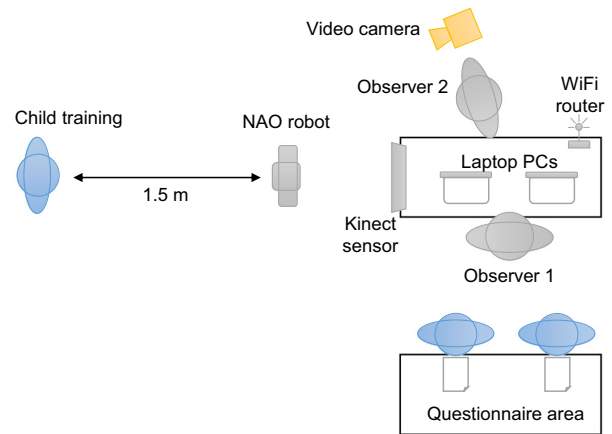 Video camera
Observer 2
WiFi
router
Child training
NAO robot
Laptop PCs
1.5 m
Kinect
sensor
Observer 1
Questionnaire area